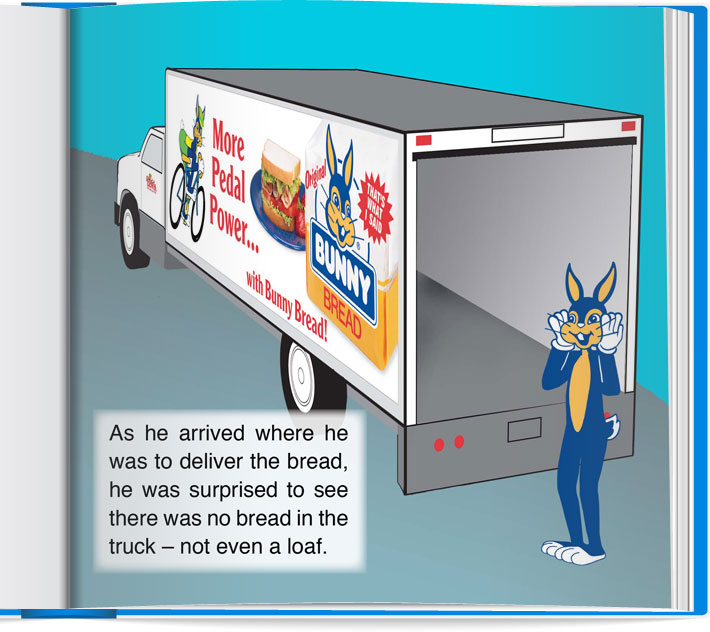 More
Pedal
Power...
with Bunny Bread!
Original
THAT'S
WHAT
I SAID
BUNNY
BREAD
As he arrived where he
was to deliver the bread,
he was surprised to see
there was no bread in the
truck – not even a loaf.